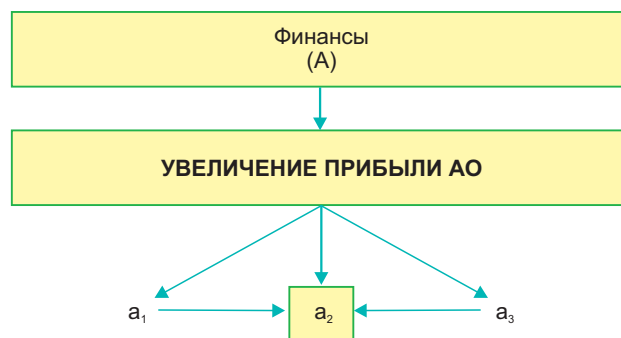 Финансы
(А)
УВЕЛИЧЕНИЕ ПРИБЫЛИ АО
а₁ а₂ а₃